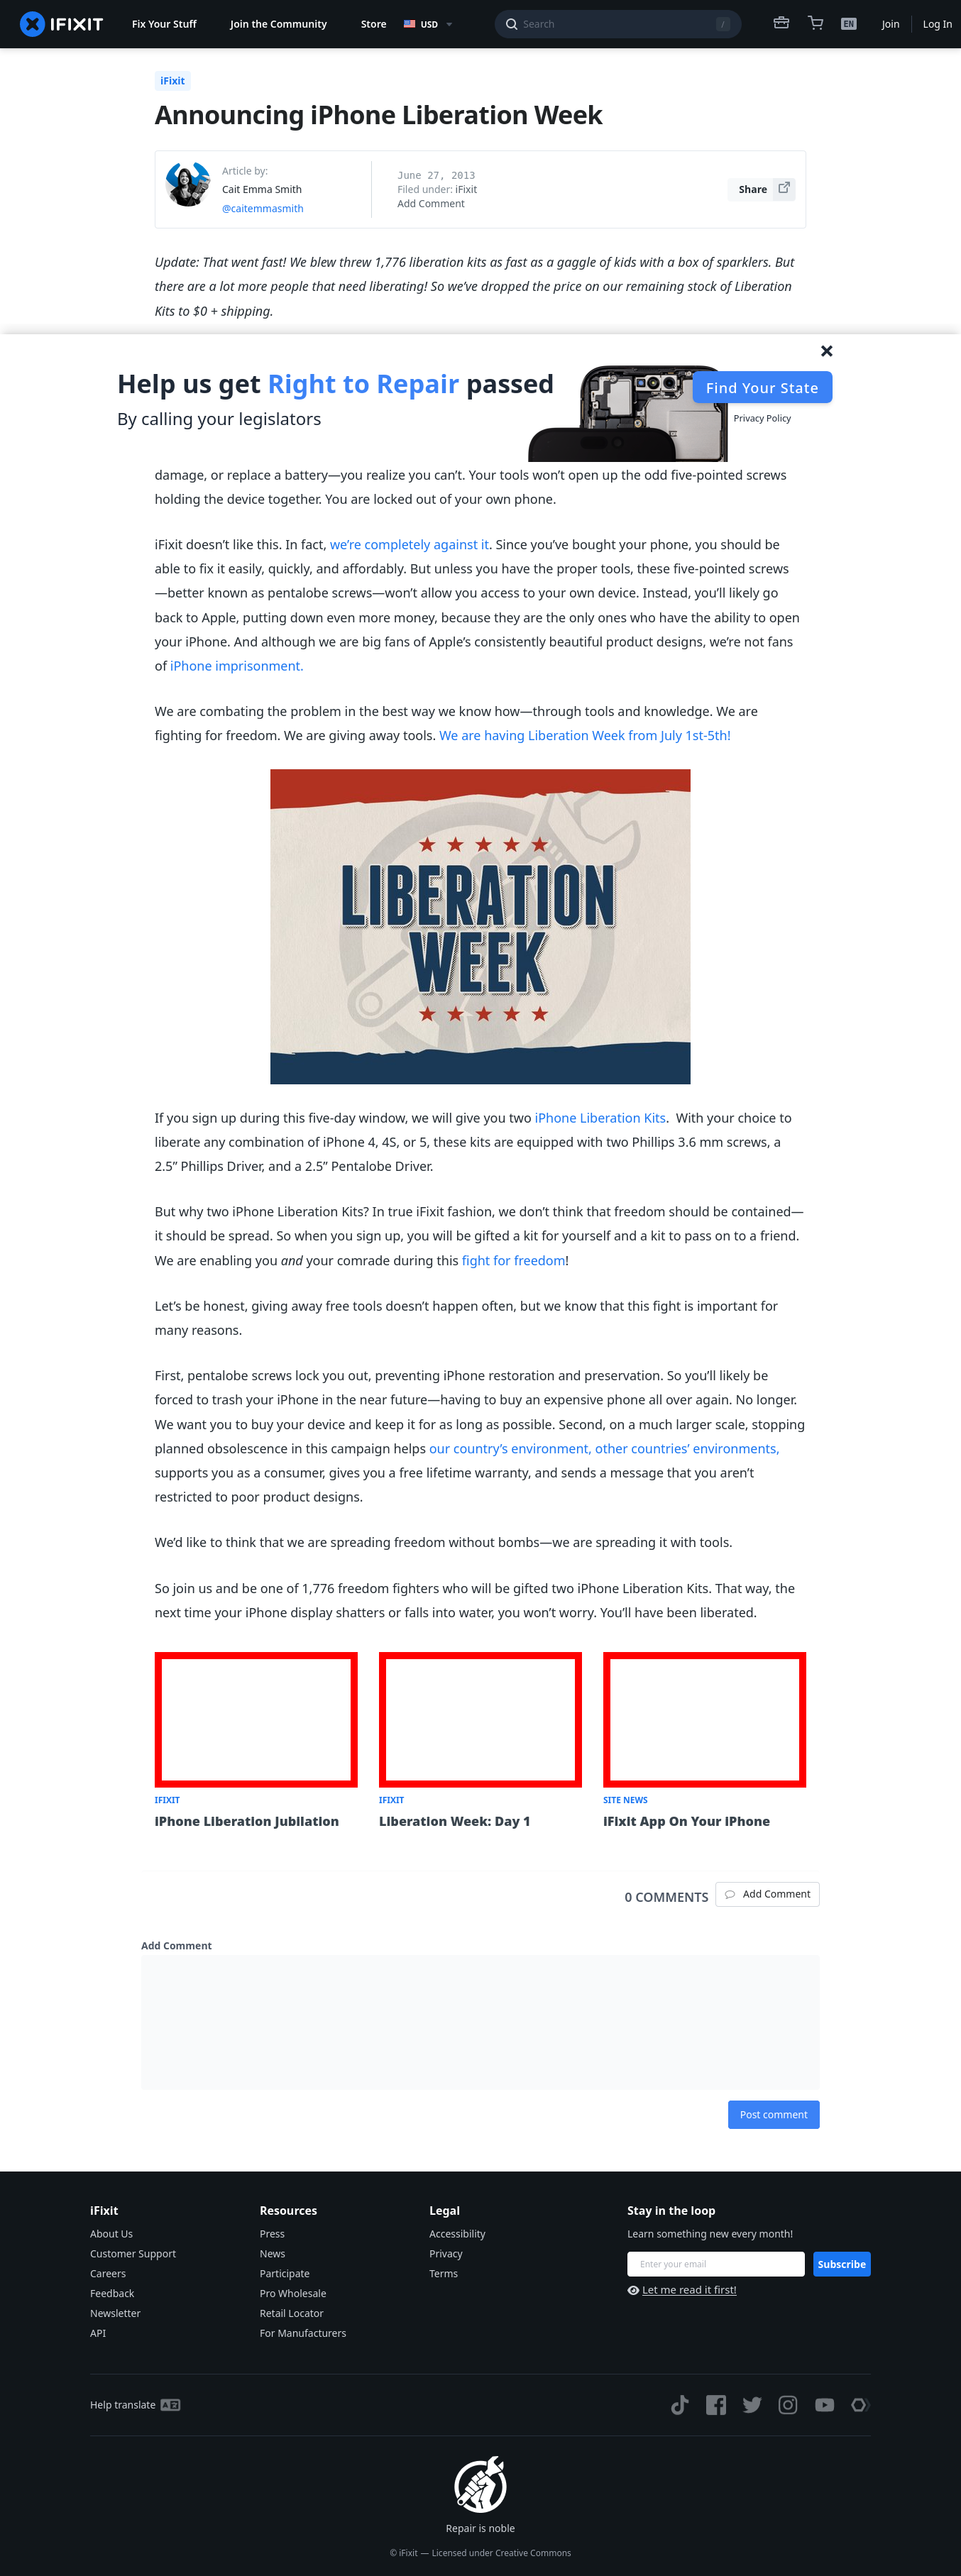 IFIXIT
Fix Your Stuff
Join the Community
Store
USD
Search
/
EN
Join
Log In
iFixit
Announcing iPhone Liberation Week
Article by:
Cait Emma Smith
@caitemmasmith
June 27, 2013
Filed under: iFixit
Add Comment
Share
Update: That went fast! We blew threw 1,776 liberation kits as fast as a gaggle of kids with a box of sparklers. But
there are a lot more people that need liberating! So we've dropped the price on our remaining stock of Liberation
Kits to $0 + shipping.
Help us get Right to Repair passed
By calling your legislators
Find Your State
Privacy Policy
damage, or replace a battery—you realize you can't. Your tools won't open up the odd five-pointed screws
holding the device together. You are locked out of your own phone.
iFixit doesn't like this. In fact, we're completely against it. Since you've bought your phone, you should be
able to fix it easily, quickly, and affordably. But unless you have the proper tools, these five-pointed screws
—better known as pentalobe screws—won't allow you access to your own device. Instead, you'll likely go
back to Apple, putting down even more money, because they are the only ones who have the ability to open
your iPhone. And although we are big fans of Apple's consistently beautiful product designs, we're not fans
of iPhone imprisonment.
We are combating the problem in the best way we know how—through tools and knowledge. We are
fighting for freedom. We are giving away tools. We are having Liberation Week from July 1st-5th!
LIBERATION
WEEK
If you sign up during this five-day window, we will give you two iPhone Liberation Kits.  With your choice to
liberate any combination of iPhone 4, 4S, or 5, these kits are equipped with two Phillips 3.6 mm screws, a
2.5" Phillips Driver, and a 2.5" Pentalobe Driver.
But why two iPhone Liberation Kits? In true iFixit fashion, we don't think that freedom should be contained—
it should be spread. So when you sign up, you will be gifted a kit for yourself and a kit to pass on to a friend.
We are enabling you and your comrade during this fight for freedom!
Let's be honest, giving away free tools doesn't happen often, but we know that this fight is important for
many reasons.
First, pentalobe screws lock you out, preventing iPhone restoration and preservation. So you'll likely be
forced to trash your iPhone in the near future—having to buy an expensive phone all over again. No longer.
We want you to buy your device and keep it for as long as possible. Second, on a much larger scale, stopping
planned obsolescence in this campaign helps our country's environment, other countries' environments,
supports you as a consumer, gives you a free lifetime warranty, and sends a message that you aren't
restricted to poor product designs.
We'd like to think that we are spreading freedom without bombs—we are spreading it with tools.
So join us and be one of 1,776 freedom fighters who will be gifted two iPhone Liberation Kits. That way, the
next time your iPhone display shatters or falls into water, you won't worry. You'll have been liberated.
IFIXIT
iPhone Liberation Jubilation
IFIXIT
Liberation Week: Day 1
SITE NEWS
iFixit App On Your iPhone
0 COMMENTS
Add Comment
Add Comment
Post comment
iFixit
About Us
Customer Support
Careers
Feedback
Newsletter
API
Resources
Press
News
Participate
Pro Wholesale
Retail Locator
For Manufacturers
Legal
Accessibility
Privacy
Terms
Stay in the loop
Learn something new every month!
Enter your email
Subscribe
Let me read it first!
Help translate
Repair is noble
© iFixit — Licensed under Creative Commons